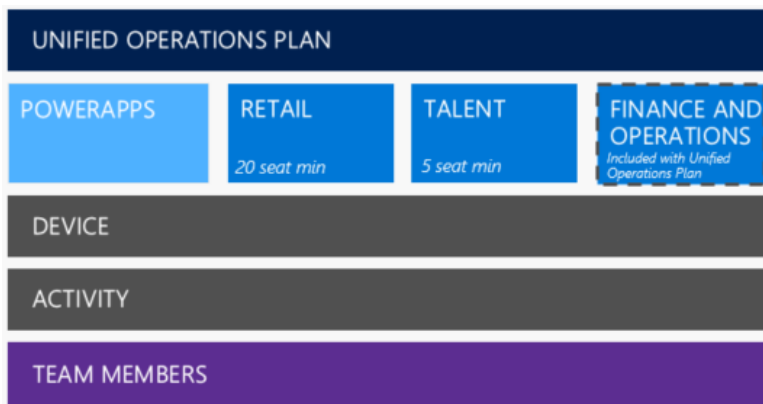 UNIFIED OPERATIONS PLAN
POWERAPPS
RETAIL
20 seat min
TALENT
5 seat min
FINANCE AND
OPERATIONS
Included with Unified
Operations Plan
DEVICE
ACTIVITY
TEAM MEMBERS